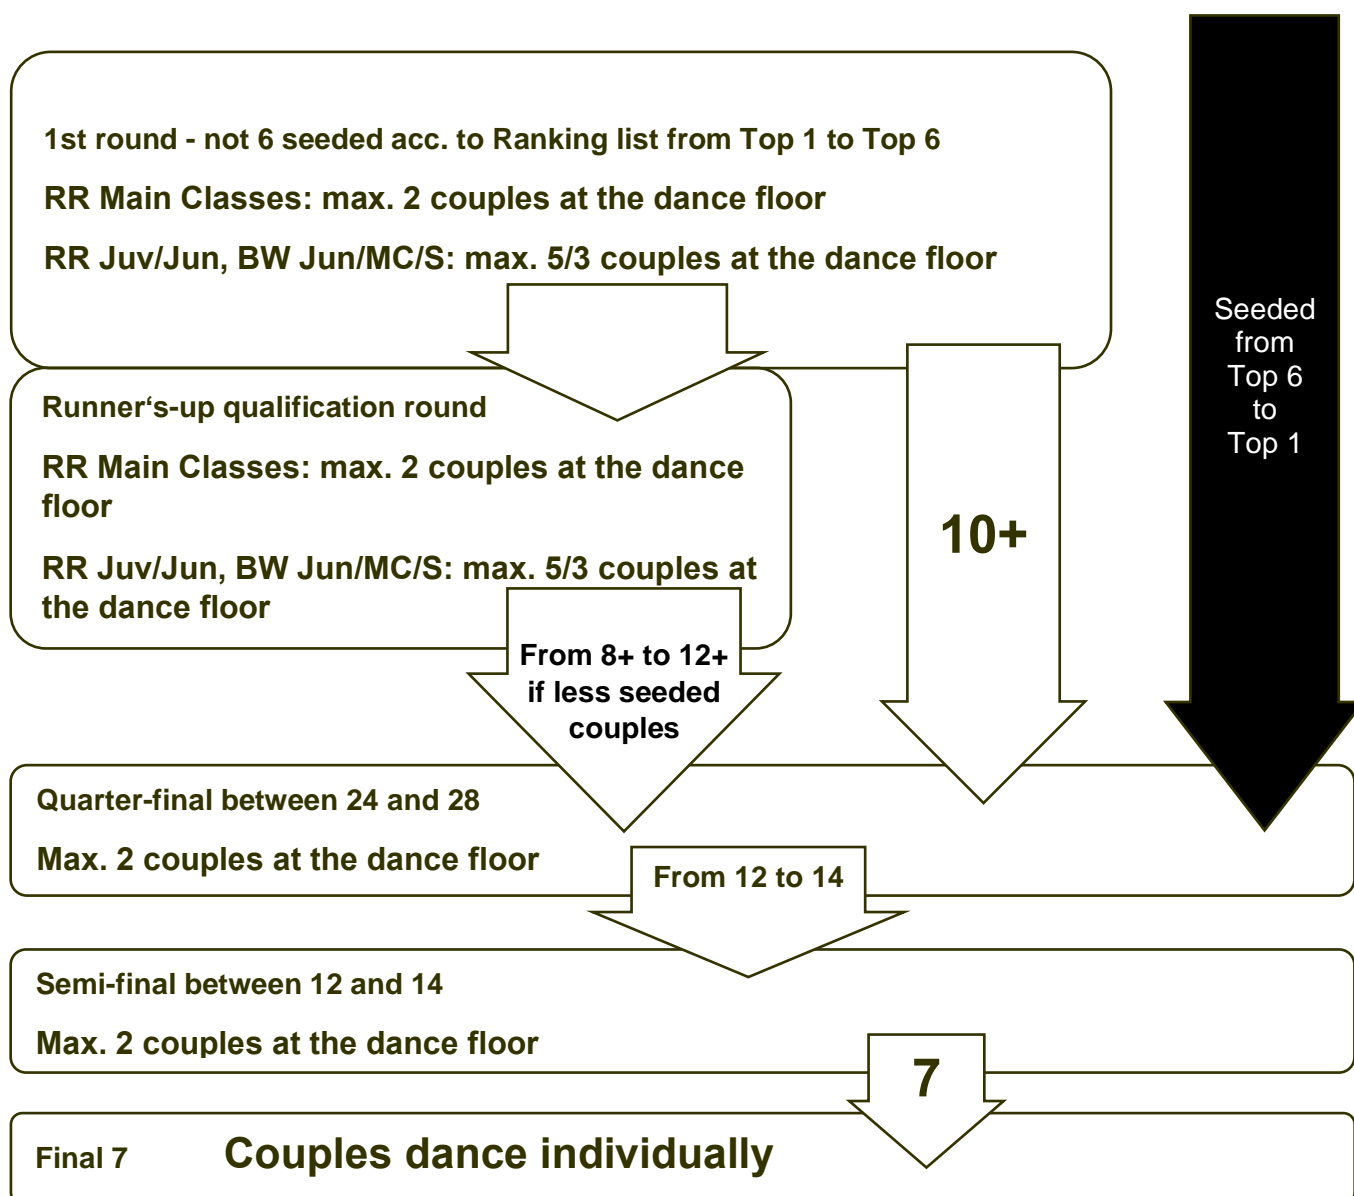 1st round - not 6 seeded acc. to Ranking list from Top 1 to Top 6
RR Main Classes: max. 2 couples at the dance floor
RR Juv/Jun, BW Jun/MC/S: max. 5/3 couples at the dance floor
Seeded
from
Top 6
to
Top 1
Runner‘s-up qualification round
RR Main Classes: max. 2 couples at the dance
floor
RR Juv/Jun, BW Jun/MC/S: max. 5/3 couples at
the dance floor
10+
From 8+ to 12+
if less seeded
couples
Quarter-final between 24 and 28
Max. 2 couples at the dance floor
From 12 to 14
Semi-final between 12 and 14
Max. 2 couples at the dance floor
7
Final 7 Couples dance individually